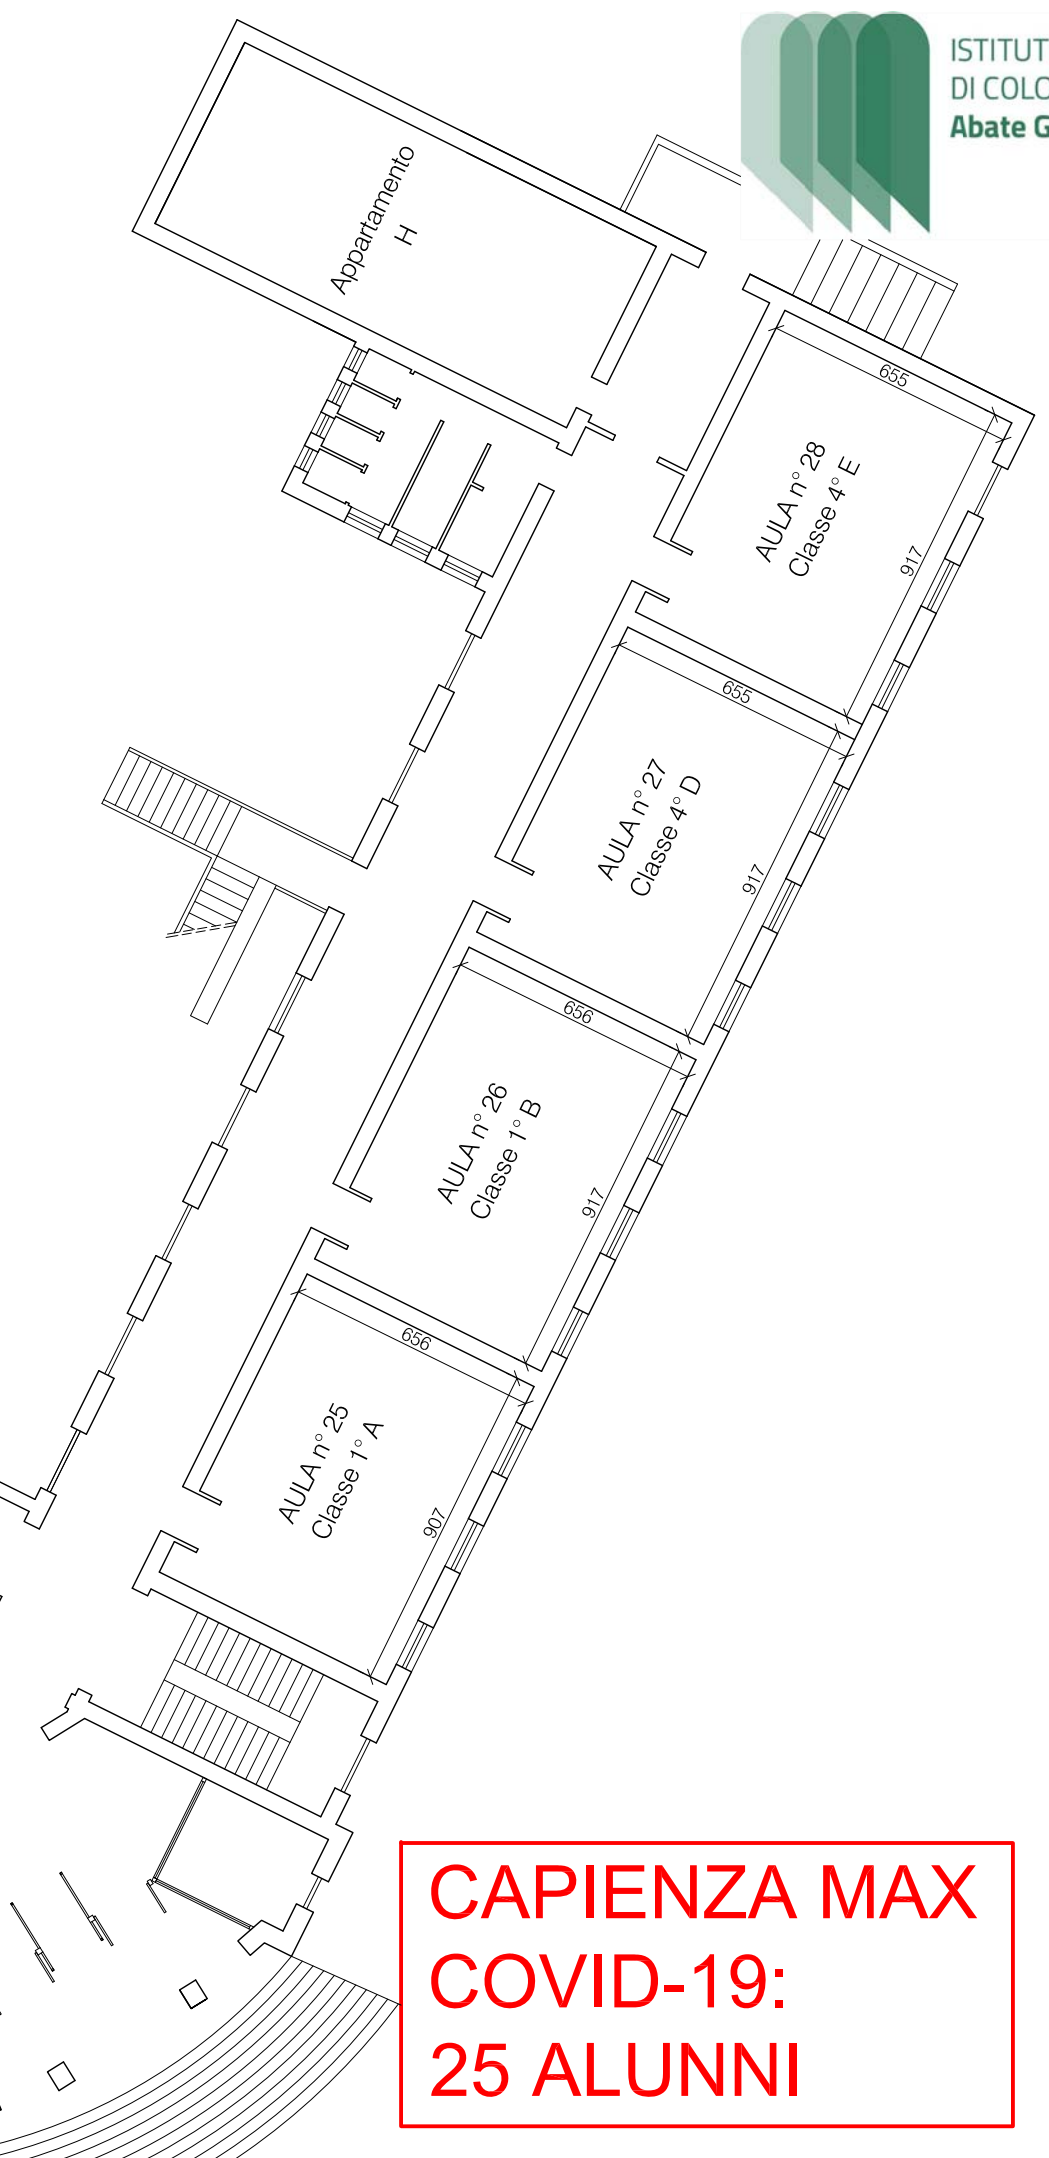 ISTITUT
DI COLO
Abate G
Appartamento
H
655
AULA n° 28
Classe 4° E
917
655
AULA n° 27
Classe 4° D
917
656
AULA n° 26
Classe 1° B
917
656
AULA n° 25
Classe 1° A
907
CAPIENZA MAX
COVID-19:
25 ALUNNI